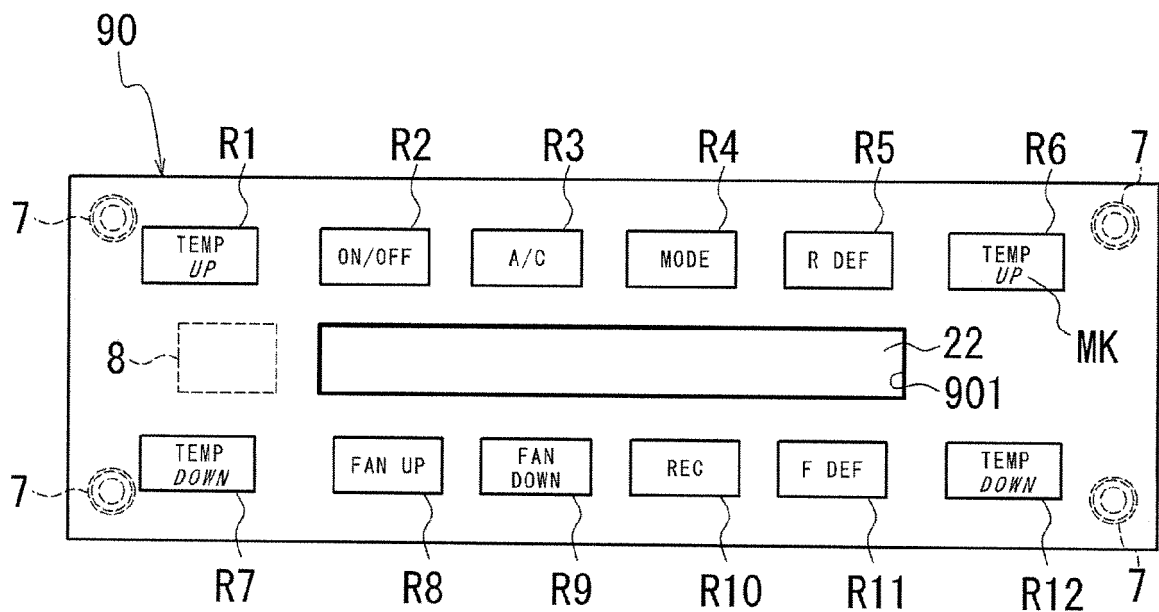 90
R1 R2 R3 R4 R5 R6 7
7
TEMP UP
ON/OFF
A/C
MODE
R DEF
TEMP UP
8
22
901
MK
TEMP DOWN
FAN UP
FAN DOWN
REC
F DEF
TEMP DOWN
7
R7 R8 R9 R10 R11 R12 7